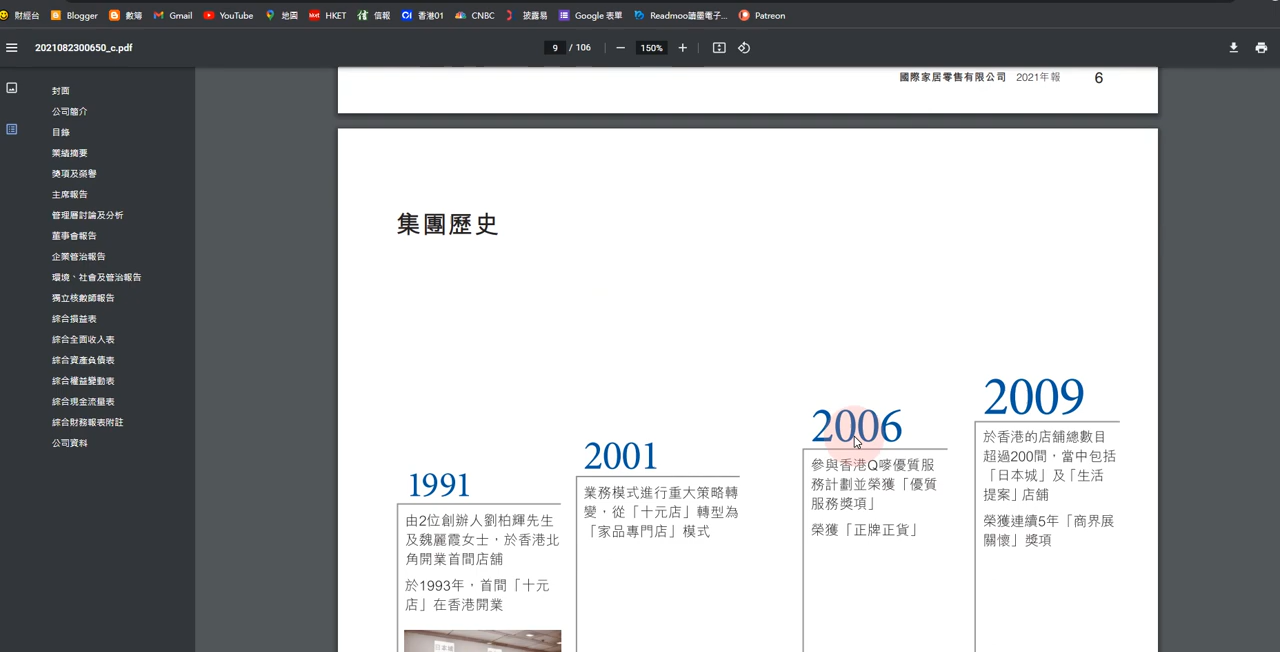 財經台 Blogger 數簿 Gmail YouTube 地圖 HKET 信報 香港01 CNBC 披露易 Google 表單 Readmoo讀墨電子... Patreon
2021082300650_c.pdf 9 / 106 150%
封面
公司簡介
目錄
業績摘要
獎項及榮譽
主席報告
管理層討論及分析
董事會報告
企業管治報告
環境、社會及管治報告
獨立核數師報告
綜合損益表
綜合全面收入表
綜合資產負債表
綜合權益變動表
綜合現金流量表
綜合財務報表附註
公司資料
國際家居零售有限公司 2021年報 6
集團歷史
1991
由2位創辦人劉栢輝先生
及魏麗霞女士,於香港北
角開業首間店舖
於1993年,首間「十元
店」在香港開業
2001
業務模式進行重大策略轉
變,從「十元店」轉型為
「家品專門店」模式
2006
參與香港Q嘜優質服
務計劃並榮獲「優質
服務獎項」
榮獲「正牌正貨」
2009
於香港的店舖總數目
超過200間,當中包括
「日本城」及「生活
提案」店舖
榮獲連續5年「商界展
關懷」獎項
日本城